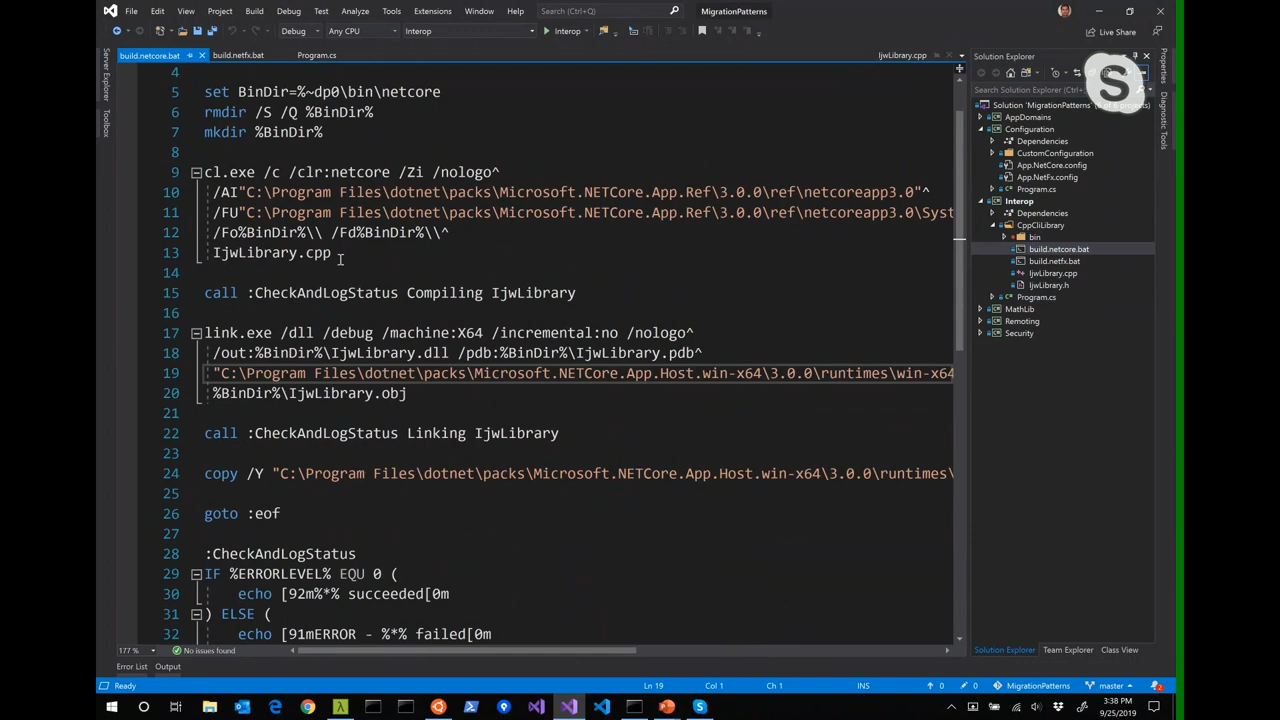 File Edit View Project Build Debug Test Analyze Tools Extensions Window Help Search (Ctrl+Q) MigrationPatterns
Debug Any CPU Interop Interop Live Share
build.netcore.bat build.netfx.bat Program.cs IjwLibrary.cpp Solution Explorer
Server Explorer
Toolbox
Properties
Diagnostic Tools
4
5 set BinDir=%~dp0\bin\netcore
6 rmdir /S /Q %BinDir%
7 mkdir %BinDir%
8
9 cl.exe /c /clr:netcore /Zi /nologo^
10 /AI"C:\Program Files\dotnet\packs\Microsoft.NETCore.App.Ref\3.0.0\ref\netcoreapp3.0"^
11 /FU"C:\Program Files\dotnet\packs\Microsoft.NETCore.App.Ref\3.0.0\ref\netcoreapp3.0\Syst
12 /Fo%BinDir%\\ /Fd%BinDir%\\^
13 IjwLibrary.cpp
14
15 call :CheckAndLogStatus Compiling IjwLibrary
16
17 link.exe /dll /debug /machine:X64 /incremental:no /nologo^
18 /out:%BinDir%\IjwLibrary.dll /pdb:%BinDir%\IjwLibrary.pdb^
19 "C:\Program Files\dotnet\packs\Microsoft.NETCore.App.Host.win-x64\3.0.0\runtimes\win-x64
20 %BinDir%\IjwLibrary.obj
21
22 call :CheckAndLogStatus Linking IjwLibrary
23
24 copy /Y "C:\Program Files\dotnet\packs\Microsoft.NETCore.App.Host.win-x64\3.0.0\runtimes\
25
26 goto :eof
27
28 :CheckAndLogStatus
29 IF %ERRORLEVEL% EQU 0 (
30 echo [92m%*% succeeded[0m
31 ) ELSE (
32 echo [91mERROR - %*% failed[0m
Search Solution Explorer
Solution 'MigrationPatterns' of 6 projects)
AppDomains
Configuration
Dependencies
CustomConfiguration
App.NetCore.config
App.NetFx.config
Program.cs
Interop
Dependencies
CppCliLibrary
bin
build.netcore.bat
build.netfx.bat
IjwLibrary.cpp
IjwLibrary.h
Program.cs
MathLib
Remoting
Security
177 % No issues found Solution Explorer Team Explorer Class View
Error List Output
Ready Ln 19 Col 1 Ch 1 INS 0 0 MigrationPatterns master 2
3:38 PM
9/25/2019